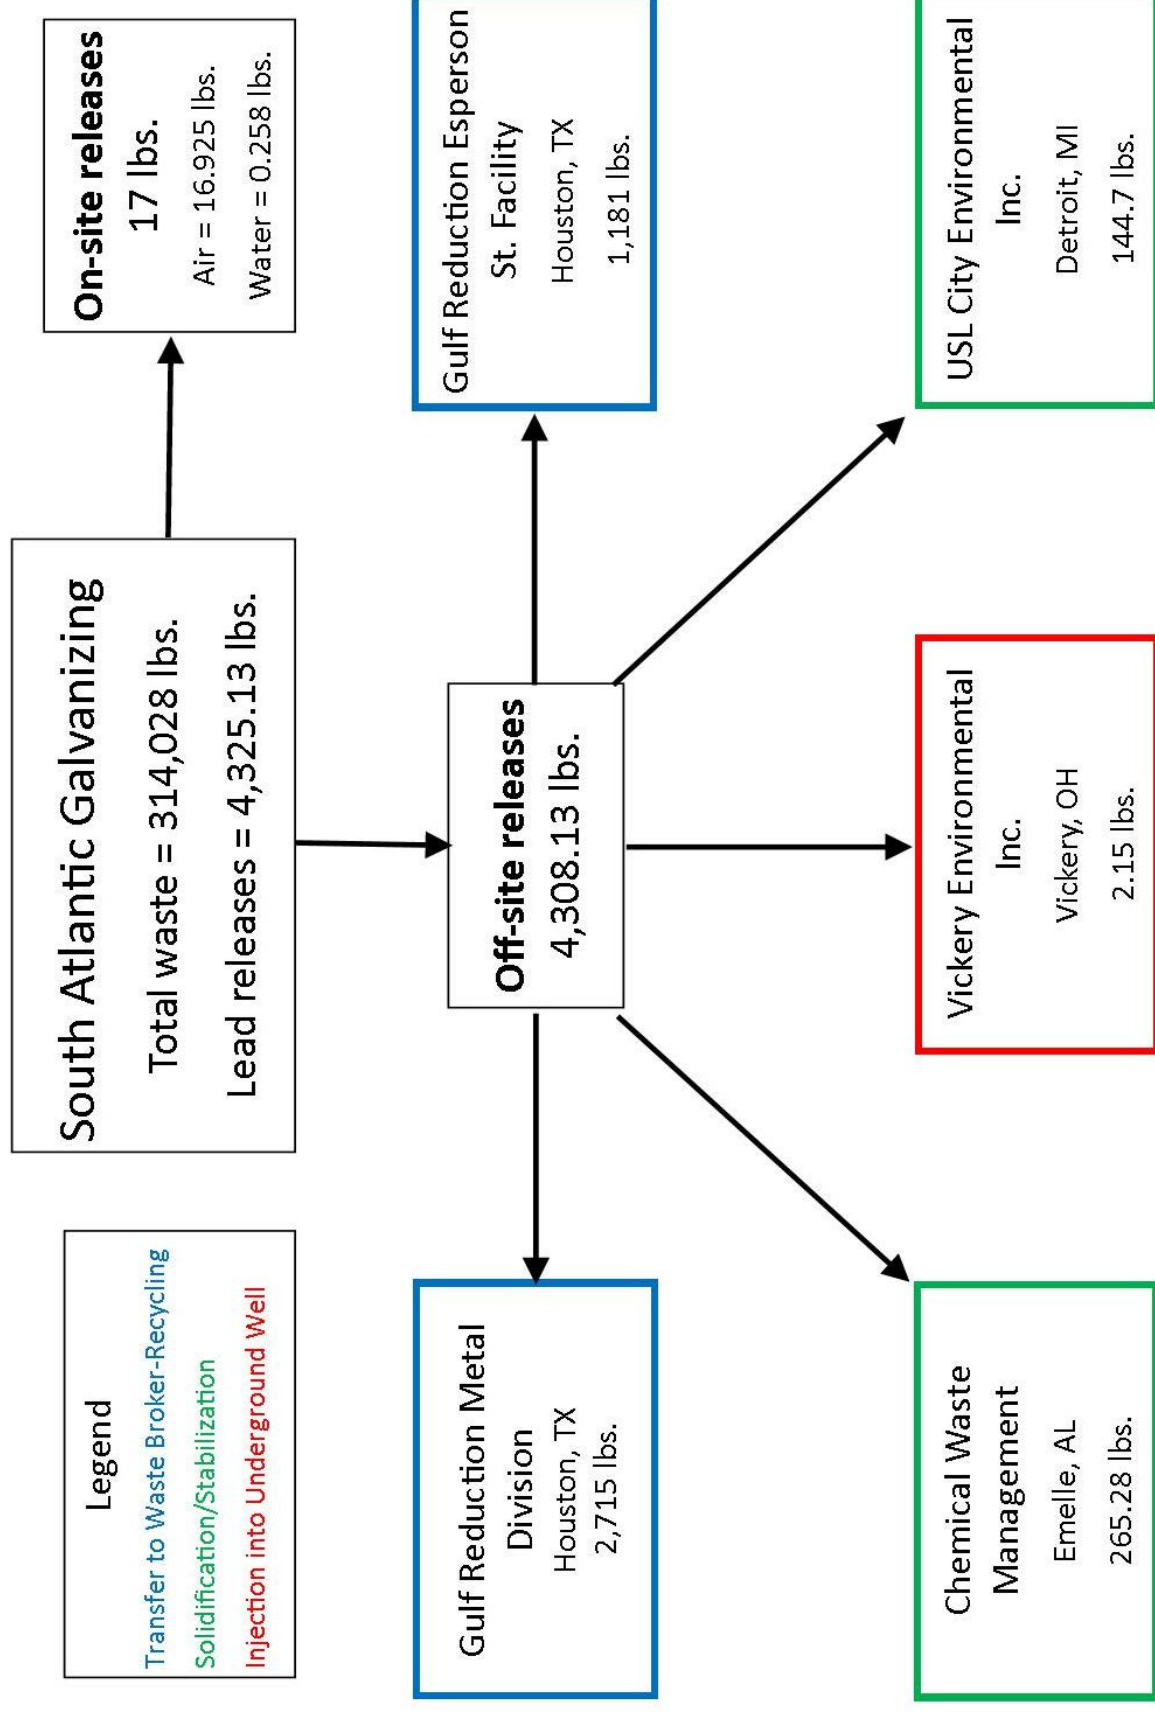 Legend
Transfer to Waste Broker-Recycling
Solidification/Stabilization
Injection into Underground Well
South Atlantic Galvanizing
Total waste = 314,028 lbs.
Lead releases = 4,325.13 lbs.
On-site releases
17 lbs.
Air = 16.925 lbs.
Water = 0.258 lbs.
Gulf Reduction Metal
Division
Houston, TX
2,715 lbs.
Off-site releases
4,308.13 lbs.
Gulf Reduction Esperson
St. Facility
Houston, TX
1,181 lbs.
Chemical Waste
Management
Emelle, AL
265.28 lbs.
Vickery Environmental
Inc.
Vickery, OH
2.15 lbs.
USL City Environmental
Inc.
Detroit, MI
144.7 lbs.